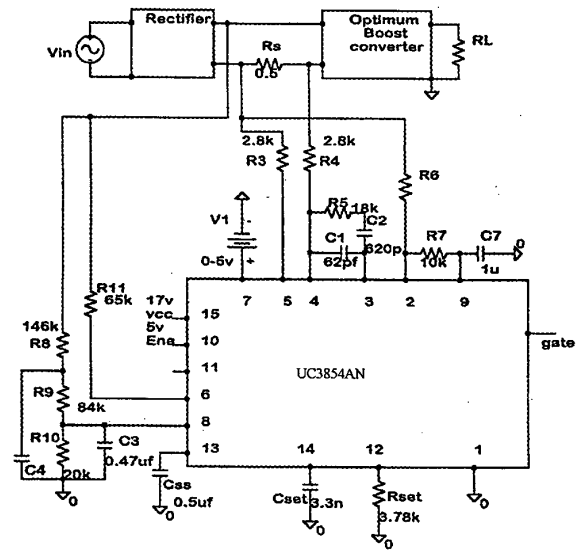 Rectifier
Optimum
Boost
converter
Vin
Rs
0.5
RL
2.8k
R3
2.8k
R4
R6
R5 18k
C2
V1
-
+
0-5v
C1
62pf
620p
R7
10k
C7
1u
0
R11
65k
146k
R8
17v
vcc
5v
Ena
7
5
4
3
2
9
15
10
11
6
8
13
14
12
1
UC3854AN
gate
R9
84k
R10
20k
C3
0.47uf
C4
0
Css
0.5uf
0
Cset
3.3n
0
Rset
3.78k
0
0